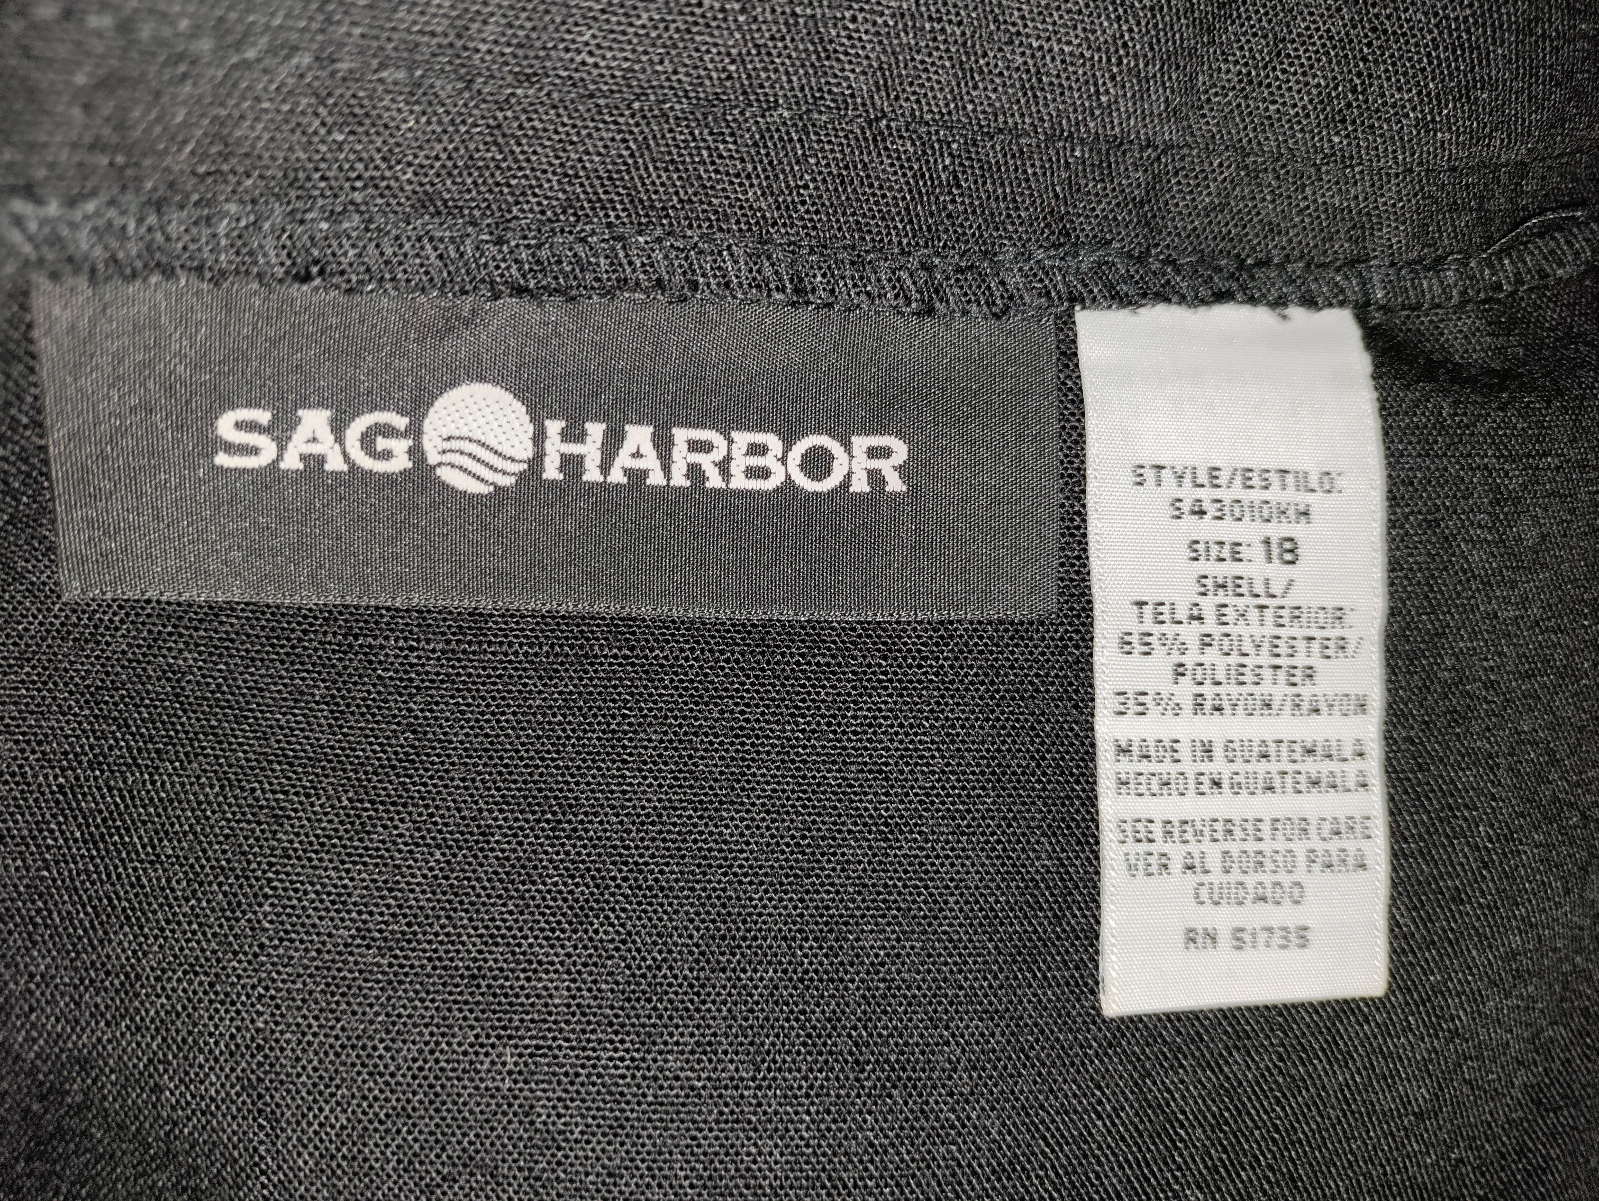 SAG HARBOR
STYLE/ESTILO:
S43010KH
SIZE: 18
SHELL/
TELA EXTERIOR:
65% POLYESTER/
POLIESTER
35% RAYON/RAYON
MADE IN GUATEMALA
HECHO EN GUATEMALA
SEE REVERSE FOR CARE
VER AL DORSO PARA
CUIDADO
RN 51735